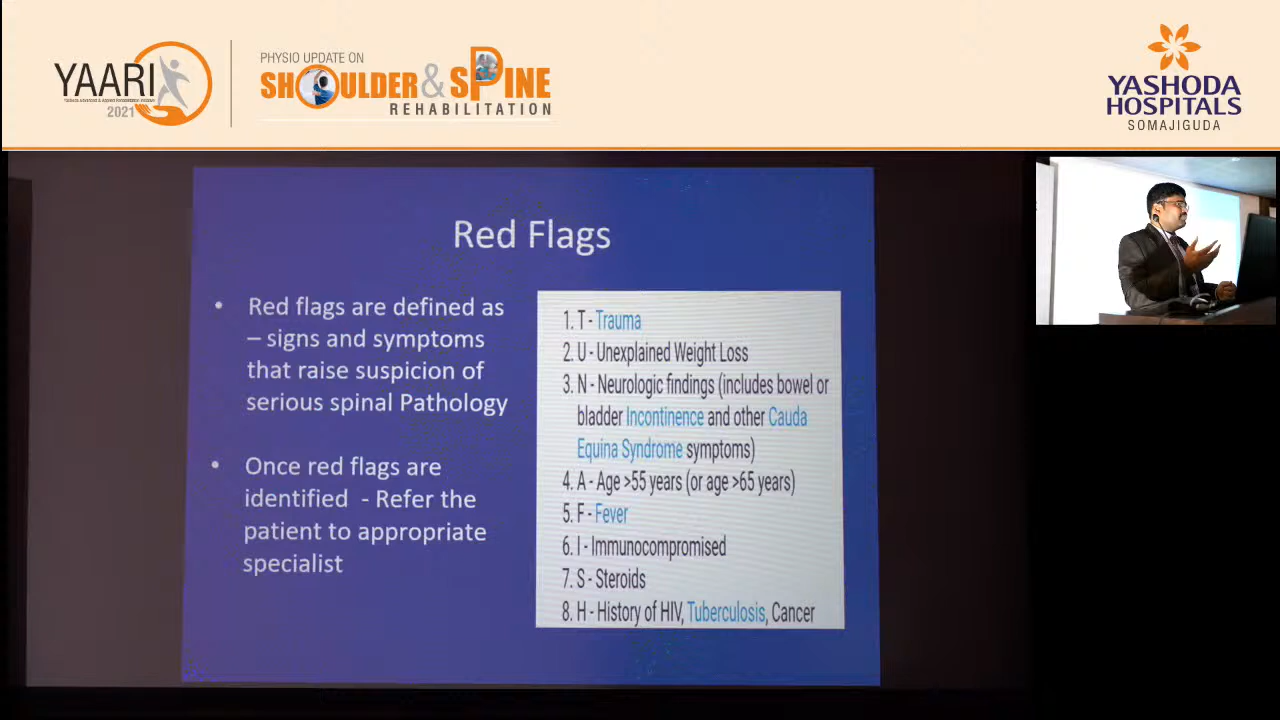 YAARI
2021
PHYSIO UPDATE ON
SHOULDER & SPINE
REHABILITATION
YASHODA
HOSPITALS
SOMAJIGUDA
Red Flags
• Red flags are defined as
– signs and symptoms
that raise suspicion of
serious spinal Pathology
• Once red flags are
identified - Refer the
patient to appropriate
specialist
1. T - Trauma
2. U - Unexplained Weight Loss
3. N - Neurologic findings (includes bowel or
bladder Incontinence and other Cauda
Equina Syndrome symptoms)
4. A - Age >55 years (or age >65 years)
5. F - Fever
6. I - Immunocompromised
7. S - Steroids
8. H - History of HIV, Tuberculosis, Cancer